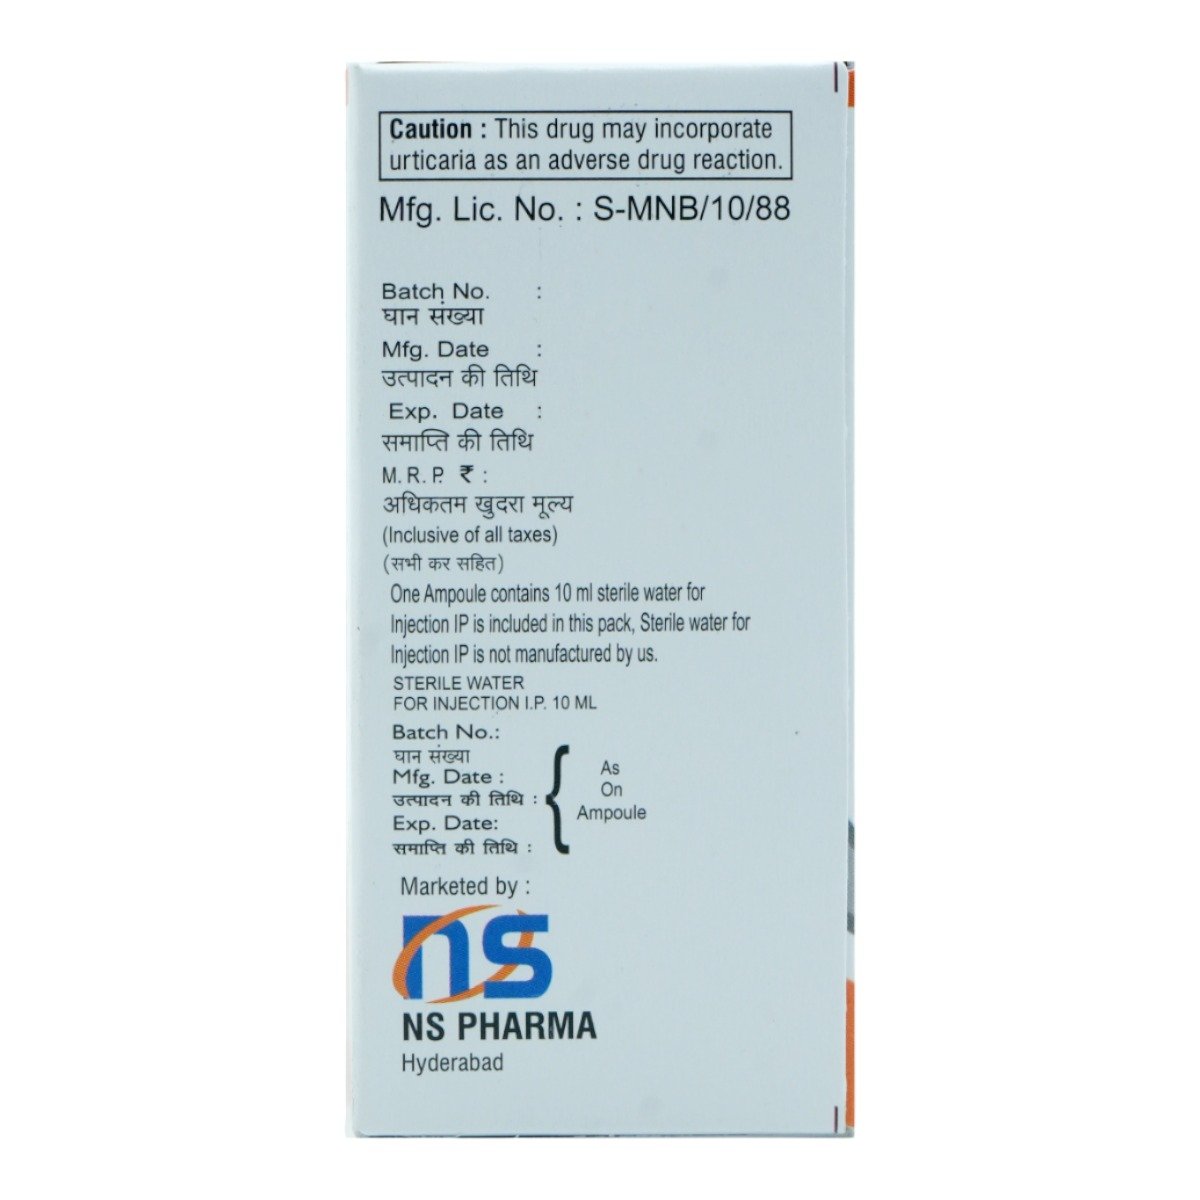 Caution : This drug may incorporate
urticaria as an adverse drug reaction.
Mfg. Lic. No. : S-MNB/10/88
Batch No. :
घान संख्या
Mfg. Date :
उत्पादन की तिथि
Exp. Date :
समाप्ति की तिथि
M. R. P. ₹ :
अधिकतम खुदरा मूल्य
(Inclusive of all taxes)
(सभी कर सहित)
One Ampoule contains 10 ml sterile water for
Injection IP is included in this pack, Sterile water for
Injection IP is not manufactured by us.
STERILE WATER
FOR INJECTION I.P. 10 ML
Batch No.:
घान संख्या
Mfg. Date :
उत्पादन की तिथि :
Exp. Date:
समाप्ति की तिथि :
As
On
Ampoule
Marketed by :
ns
NS PHARMA
Hyderabad